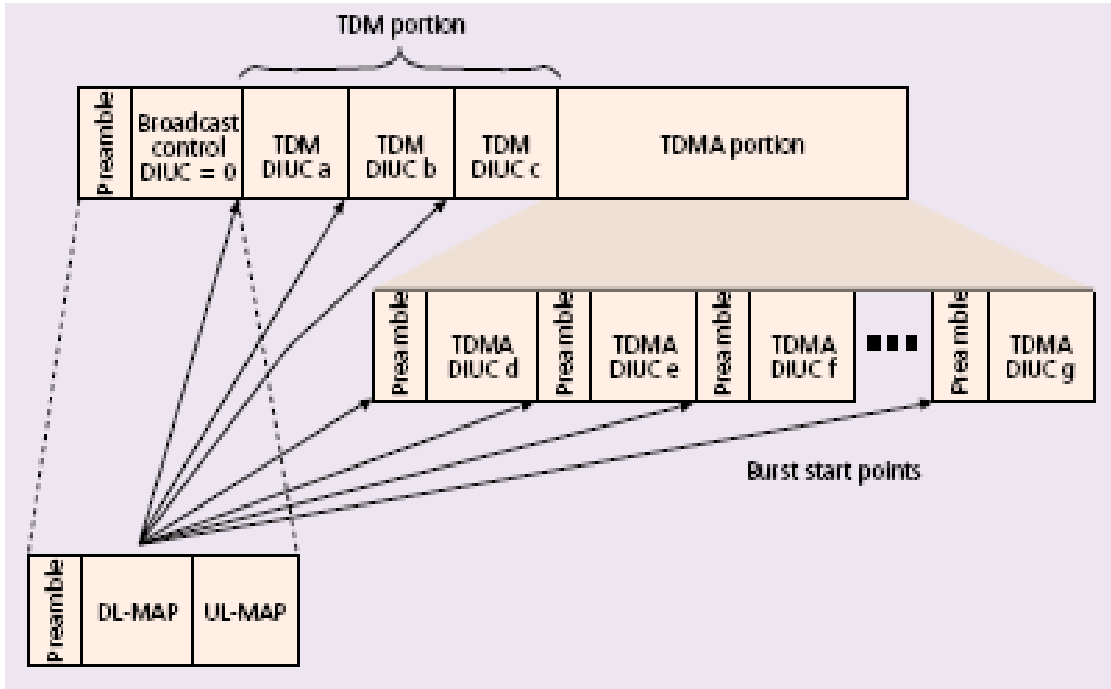 TDM portion
Preamble
Broadcast
control
DIUC = 0
TDM
DIUC a
TDM
DIUC b
TDM
DIUC c
TDMA portion
Preamble
TDMA
DIUC d
Preamble
TDMA
DIUC e
Preamble
TDMA
DIUC f
Preamble
TDMA
DIUC g
Burst start points
Preamble
DL-MAP
UL-MAP